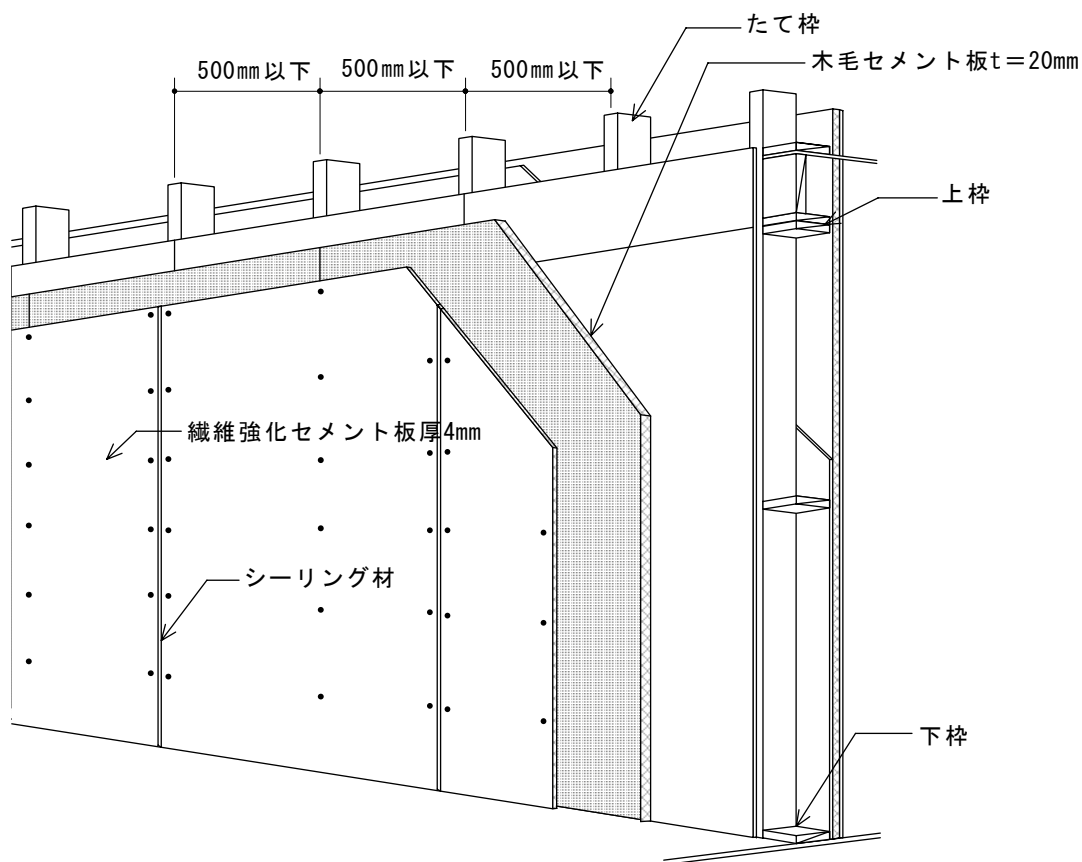 たて枠
木毛セメント板t＝20mm
500mm以下
500mm以下
500mm以下
上枠
繊維強化セメント板厚4mm
シーリング材
下枠